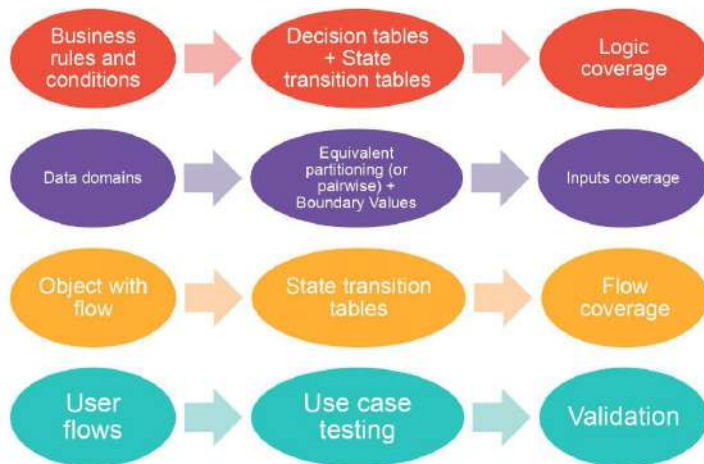 Business
rules and
conditions
Decision tables
+ State
transition tables
Logic
coverage
Data domains
Equivalent
partitioning (or
pairwise) +
Boundary Values
Inputs coverage
Object with
flow
State transition
tables
Flow
coverage
User
flows
Use case
testing
Validation